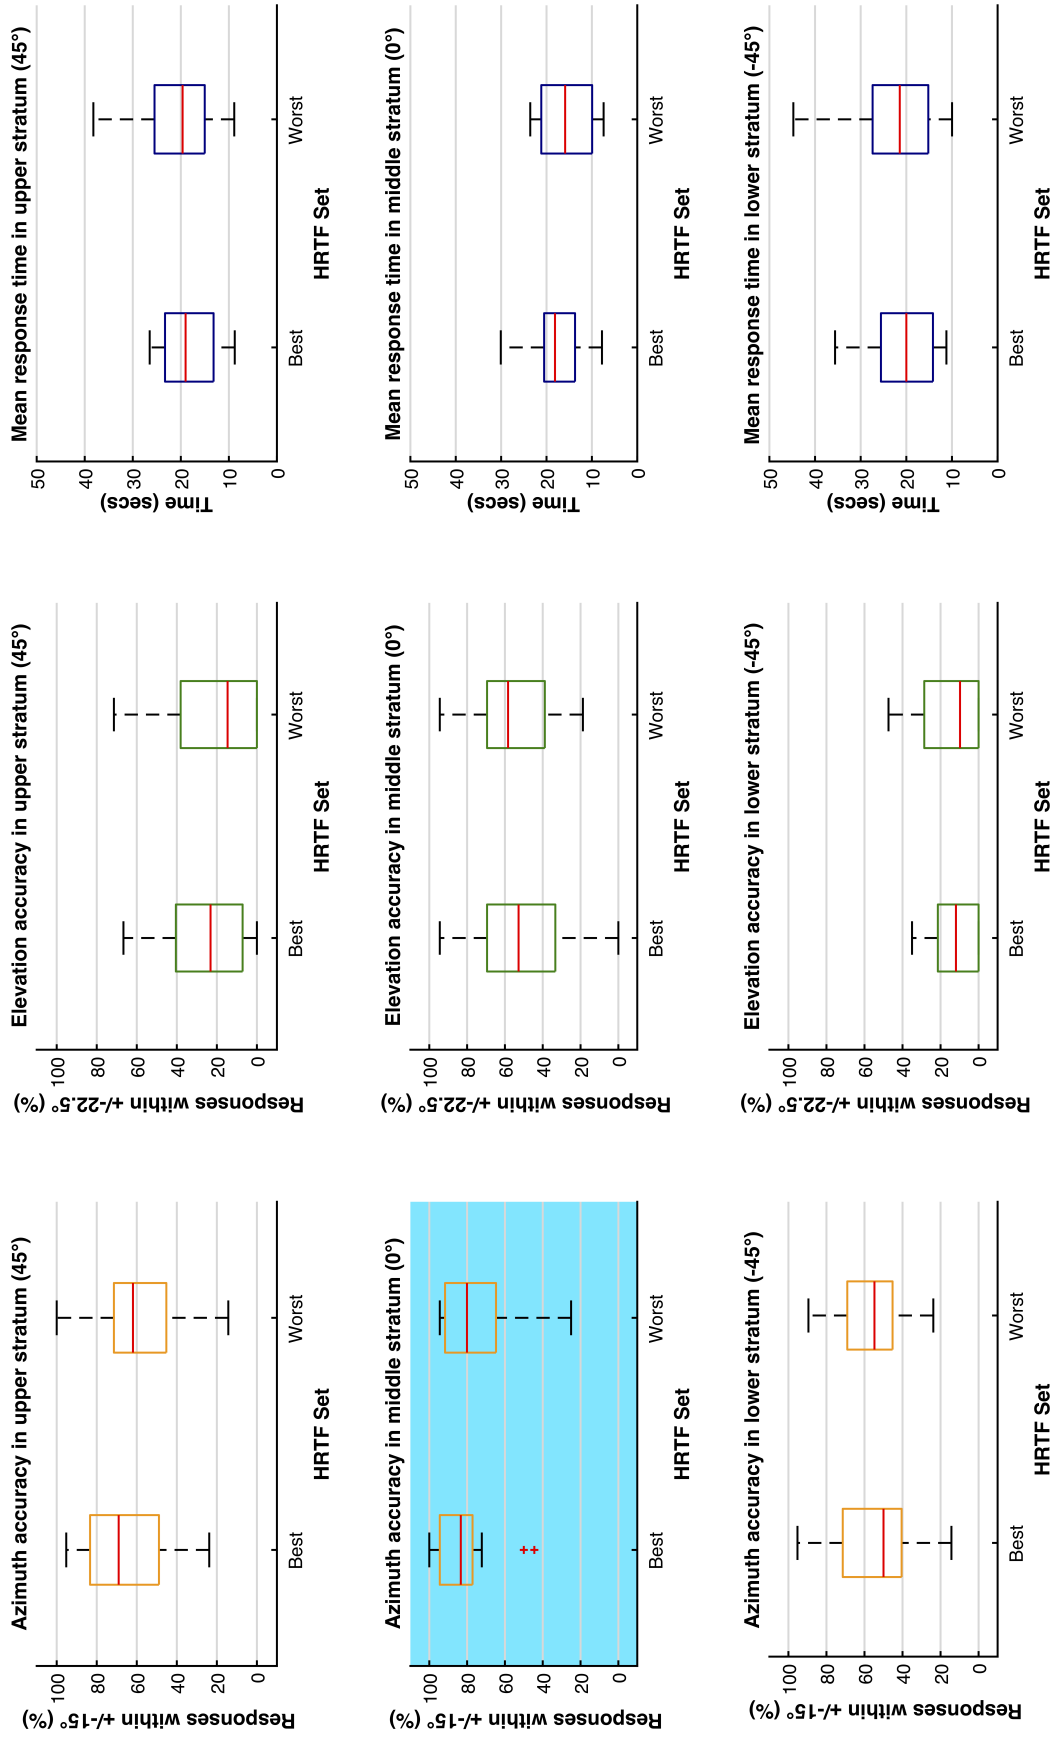 Azimuth accuracy in upper stratum (45°)
Responses within +/-15° (%)
100
80
60
40
20
0
Best
Worst
HRTF Set
Elevation accuracy in upper stratum (45°)
Responses within +/-22.5° (%)
100
80
60
40
20
0
Best
Worst
HRTF Set
Mean response time in upper stratum (45°)
Time (secs)
50
40
30
20
10
0
Best
Worst
HRTF Set
Azimuth accuracy in middle stratum (0°)
Responses within +/-15° (%)
100
80
60
40
20
0
Best
Worst
HRTF Set
Elevation accuracy in middle stratum (0°)
Responses within +/-22.5° (%)
100
80
60
40
20
0
Best
Worst
HRTF Set
Mean response time in middle stratum (0°)
Time (secs)
50
40
30
20
10
0
Best
Worst
HRTF Set
Azimuth accuracy in lower stratum (-45°)
Responses within +/-15° (%)
100
80
60
40
20
0
Best
Worst
HRTF Set
Elevation accuracy in lower stratum (-45°)
Responses within +/-22.5° (%)
100
80
60
40
20
0
Best
Worst
HRTF Set
Mean response time in lower stratum (-45°)
Time (secs)
50
40
30
20
10
0
Best
Worst
HRTF Set